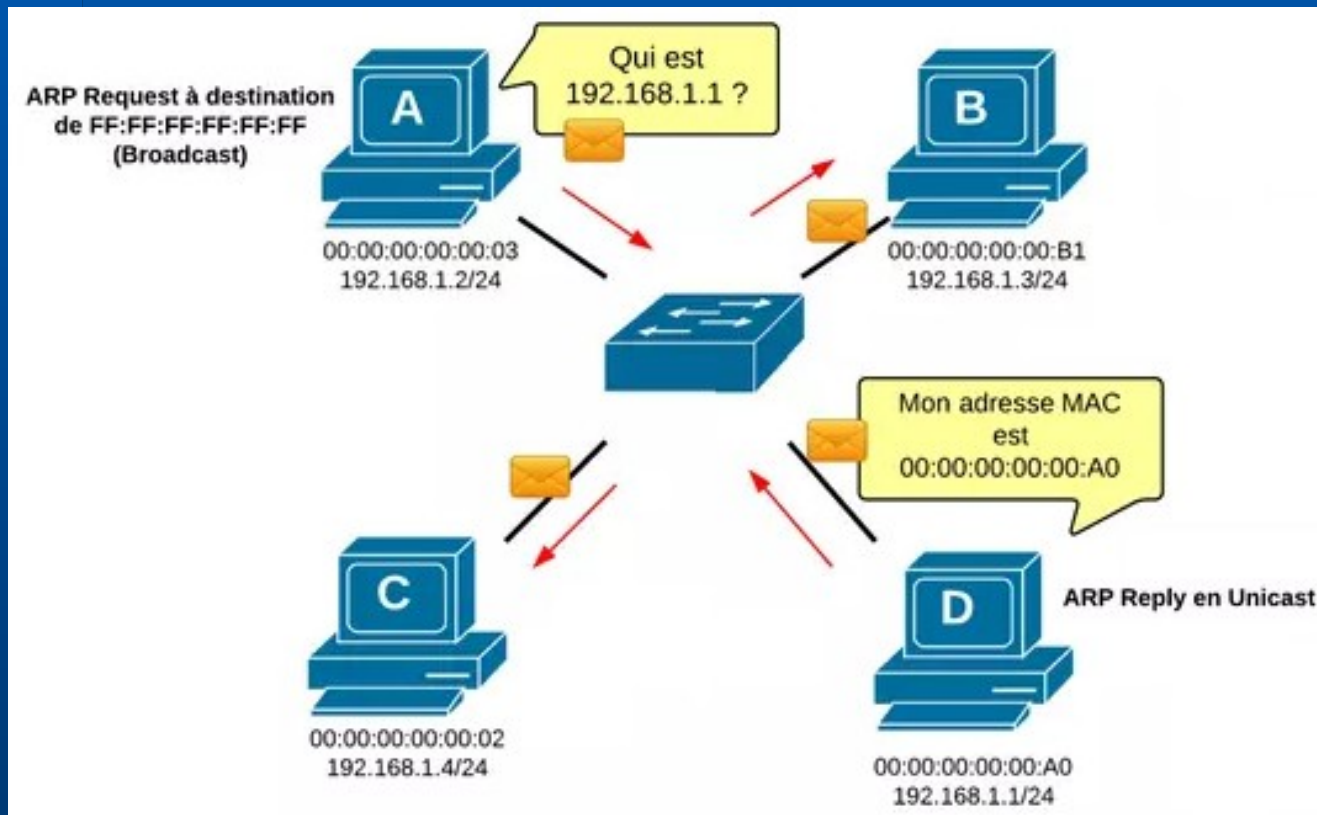 ARP Request à destination
de FF:FF:FF:FF:FF:FF
(Broadcast)
A
Qui est
192.168.1.1 ?
B
00:00:00:00:00:03
192.168.1.2/24
00:00:00:00:00:B1
192.168.1.3/24
Mon adresse MAC
est
00:00:00:00:00:A0
C
00:00:00:00:00:02
192.168.1.4/24
D
ARP Reply en Unicast
00:00:00:00:00:A0
192.168.1.1/24